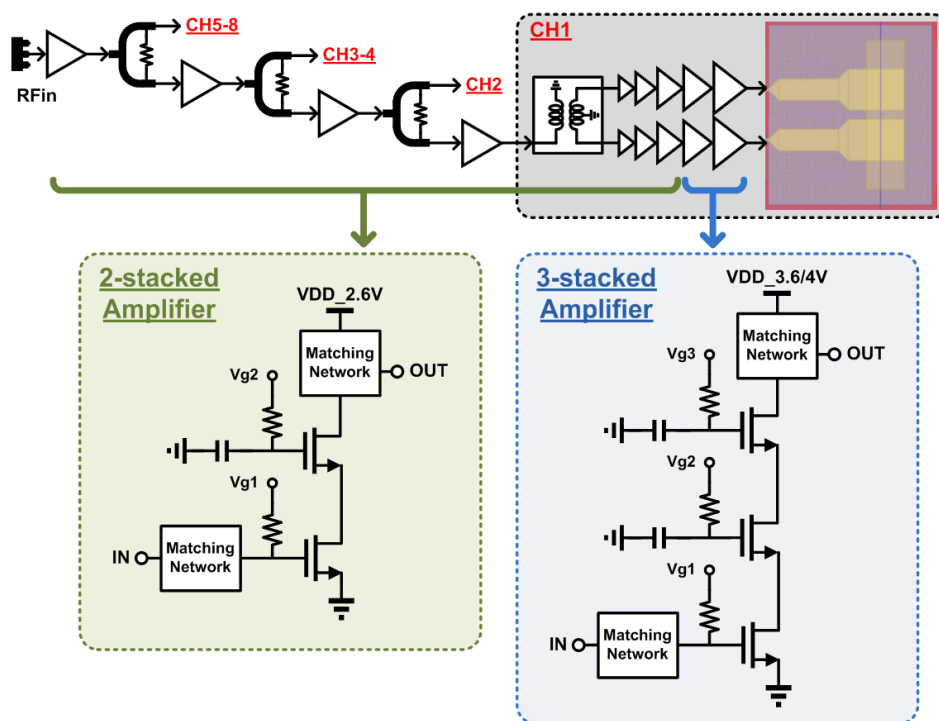 CH5-8
CH3-4
CH2
CH1
RFin
2-stacked
Amplifier
VDD_2.6V
Matching
Network
OUT
Vg2
Vg1
IN
Matching
Network
3-stacked
Amplifier
VDD_3.6/4V
Matching
Network
OUT
Vg3
Vg2
Vg1
IN
Matching
Network